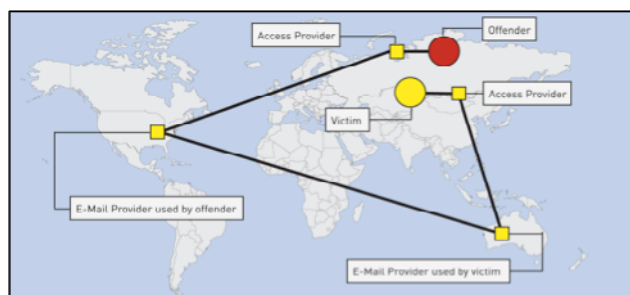 Offender
Access Provider
Access Provider
Victim
E-Mail Provider used by offender
E-Mail Provider used by victim